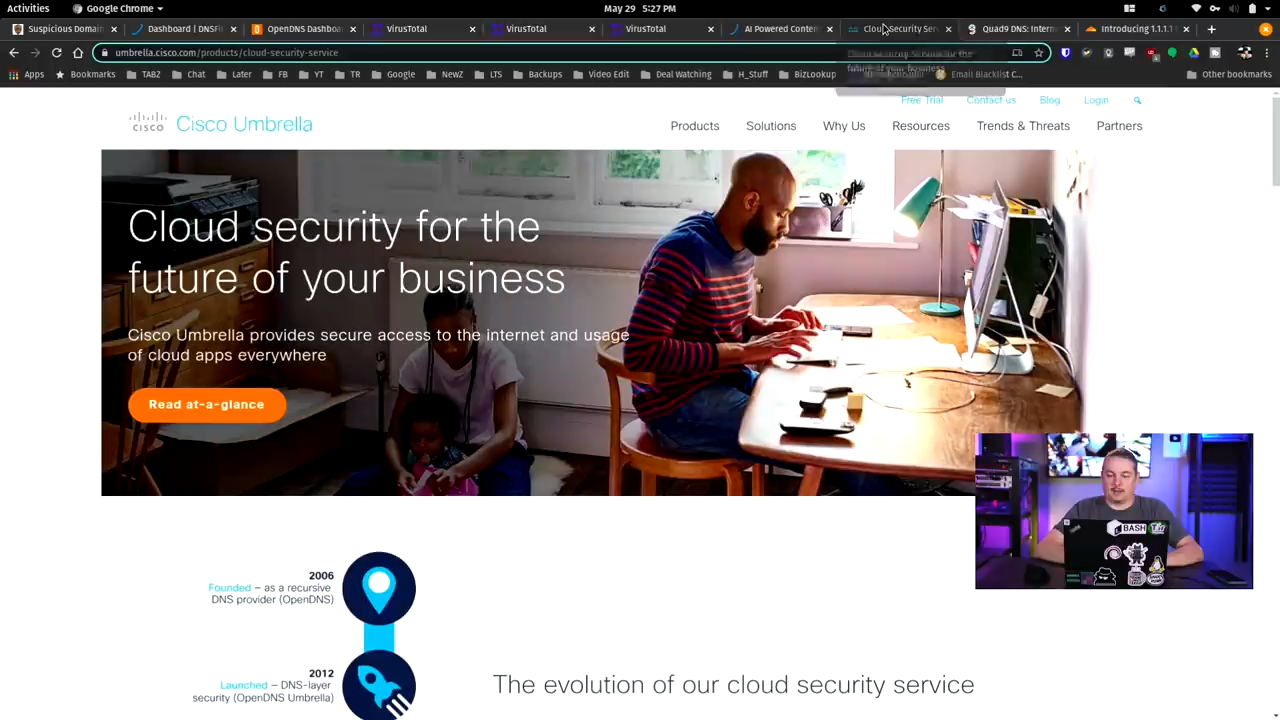 Activities
Google Chrome
May 29 5:27 PM
Suspicious Domain
Dashboard | DNSFi
OpenDNS Dashboa
VirusTotal
VirusTotal
VirusTotal
AI Powered Conten
Cloud Security Serv
Quad9 DNS: Intern
Introducing 1.1.1.1
umbrella.cisco.com/products/cloud-security-service
Apps
Bookmarks
TABZ
Chat
Later
FB
YT
TR
Google
NewZ
LTS
Backups
Video Edit
Deal Watching
H_Stuff
BizLookup
Email Blacklist C...
Other bookmarks
Free Trial
Contact us
Blog
Login
CISCO Cisco Umbrella
Products
Solutions
Why Us
Resources
Trends & Threats
Partners
Cloud security for the
future of your business
Cisco Umbrella provides secure access to the internet and usage
of cloud apps everywhere
Read at-a-glance
BASH
2006
Founded – as a recursive
DNS provider (OpenDNS)
2012
Launched – DNS-layer
security (OpenDNS Umbrella)
The evolution of our cloud security service